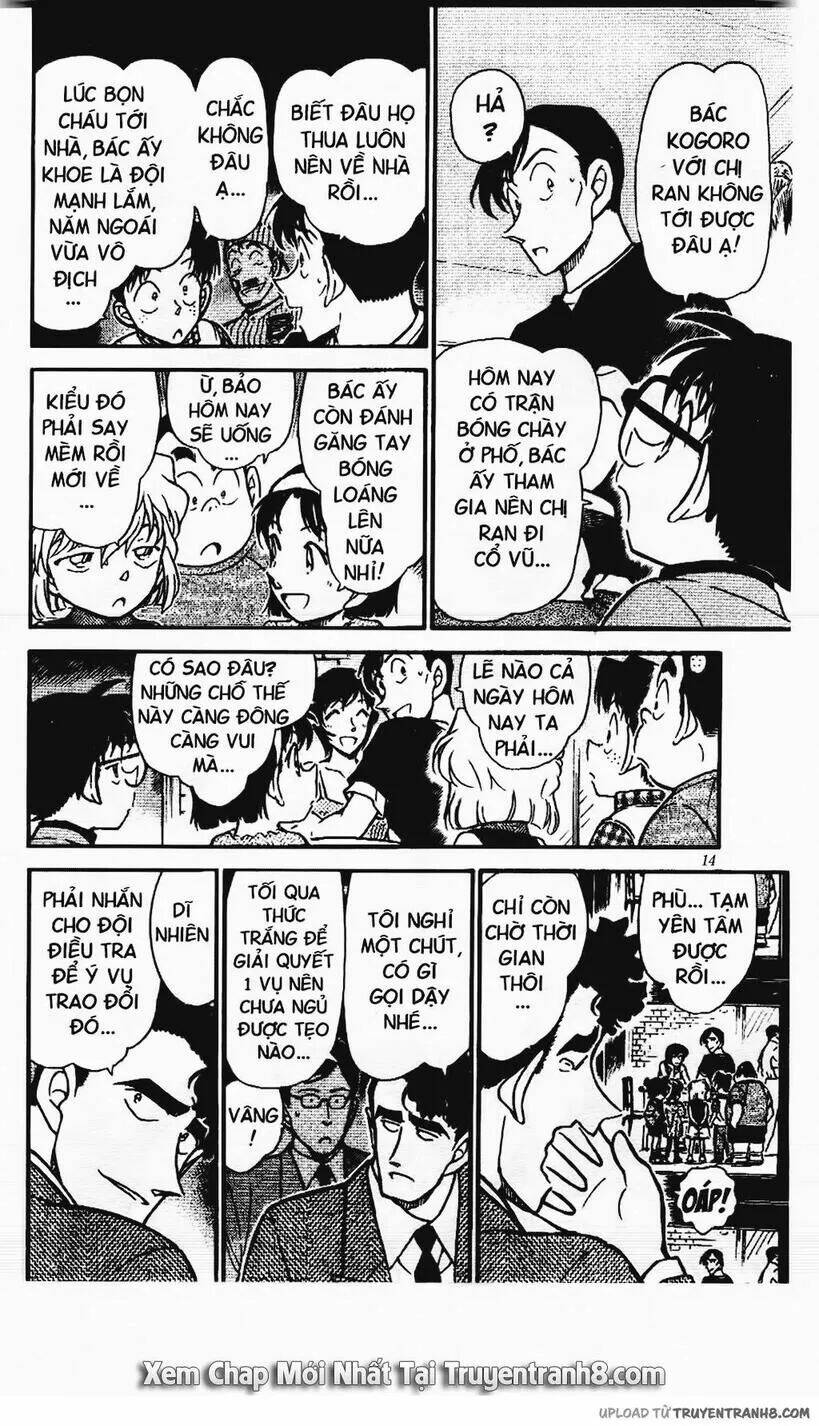 BÁC
KOGORO
VỚI CHỊ
RAN KHÔNG
TỚI ĐƯỢC
ĐÂU Ạ!
HẢ
?
HÔM NAY
CÓ TRẬN
BÓNG CHÀY
Ở PHỐ, BÁC
ẤY THAM
GIA NÊN CHỊ
RAN ĐI
CỔ VŨ...
BIẾT ĐÂU HỌ
THUA LUÔN
NÊN VỀ NHÀ
RỒI...
CHẮC
KHÔNG
ĐÂU
Ạ...
LÚC BỌN
CHÁU TỚI
NHÀ, BÁC ẤY
KHOE LÀ ĐỘI
MẠNH LẮM,
NĂM NGOÁI
VỪA VÔ
ĐỊCH
...
BÁC ẤY
CÒN ĐÁNH
GĂNG TAY
BÓNG
LOÁNG
LÊN
NỮA
NHỈ!
Ừ, BẢO
HÔM NAY
SẼ UỐNG
...
KIỂU ĐÓ
PHẢI SAY
MÈM RỒI
MỚI VỀ
...
LẼ NÀO CẢ
NGÀY HÔM
NAY TA
PHẢI...
CÓ SAO ĐÂU?
NHỮNG CHỖ THẾ
NÀY CÀNG ĐÔNG
CÀNG VUI
MÀ...
14
PHÙ... TẠM
YÊN TÂM
ĐƯỢC
RỒI...
OÁP!
CHỈ CÒN
CHỜ THỜI
GIAN
THÔI...
TÔI NGHỈ
MỘT CHÚT,
CÓ GÌ
GỌI DẬY
NHÉ...
TỐI QUA
THỨC
TRẮNG ĐỂ
GIẢI QUYẾT
1 VỤ NÊN
CHƯA NGỦ
ĐƯỢC TẸO
NÀO...
VÂNG
!
DĨ
NHIÊN
PHẢI NHẮN
CHO ĐỘI
ĐIỀU TRA
ĐỂ Ý VỤ
TRAO ĐỔI
ĐÓ...
Xem Chap Mới Nhất Tại Truyentranh8.com
UPLOAD TỪ TRUYENTRANH8.COM